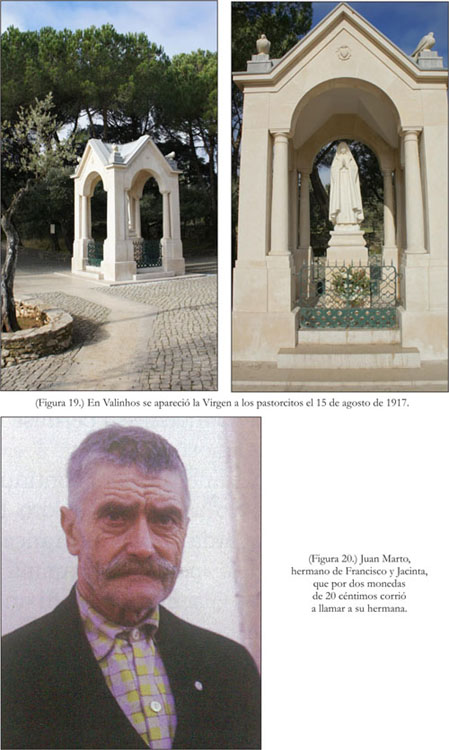 (Figura 19.) En Valinhos se apareció la Virgen a los pastorcitos el 15 de agosto de 1917.
(Figura 20.) Juan Marto,
hermano de Francisco y Jacinta,
que por dos monedas
de 20 céntimos corrió
a llamar a su hermana.